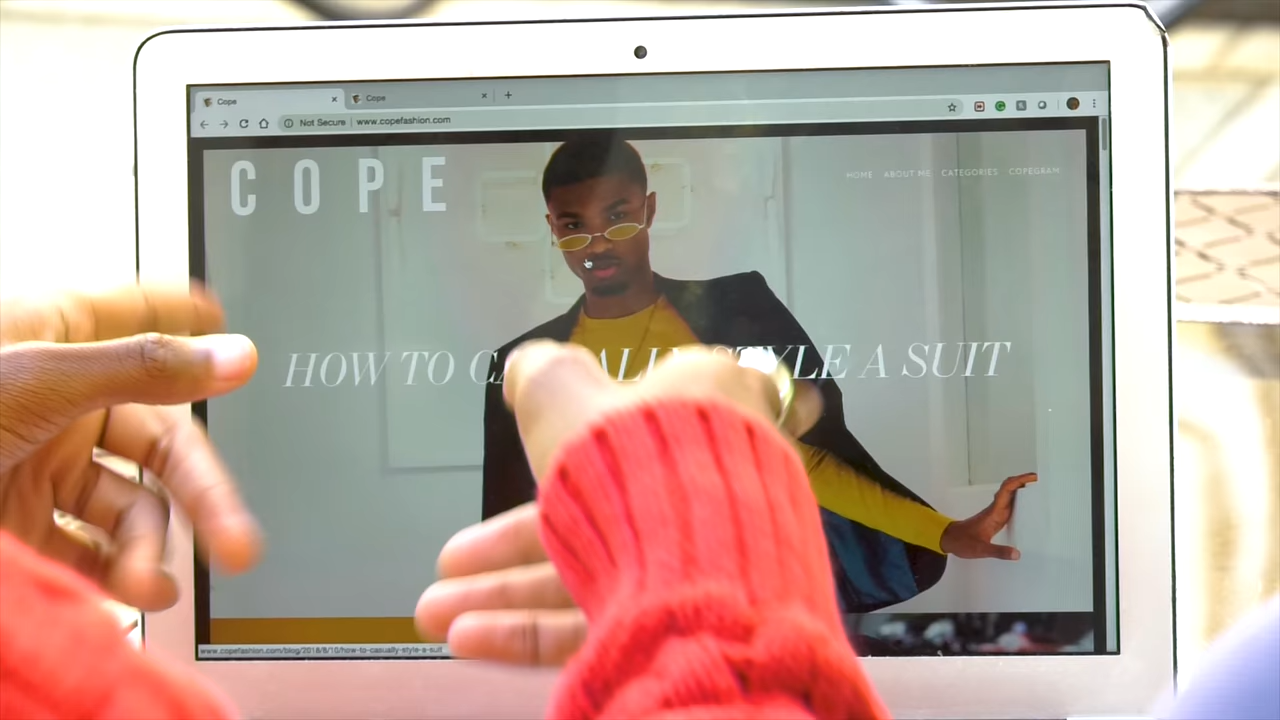 Cope
Cope
Not Secure | www.copefashion.com
COPE
HOME ABOUT ME CATEGORIES COPEGRAM
HOW TO STYLE A SUIT
www.copefashion.com/blog/2018/8/10/how-to-casually-style-a-suit